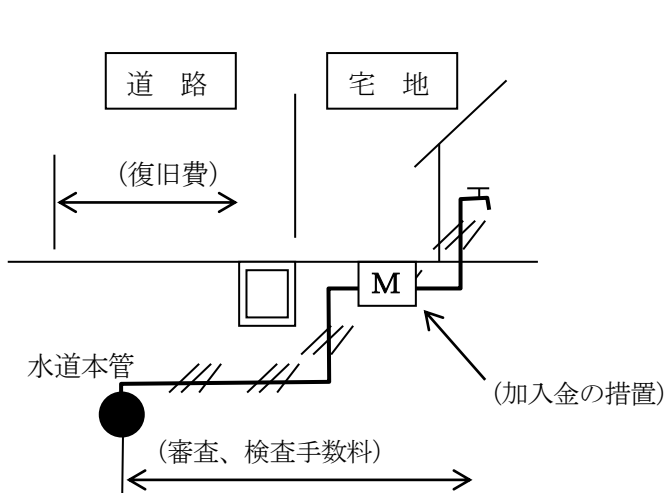 道　路
宅　地
（復旧費）
M
水道本管
（加入金の措置）
（審査、検査手数料）